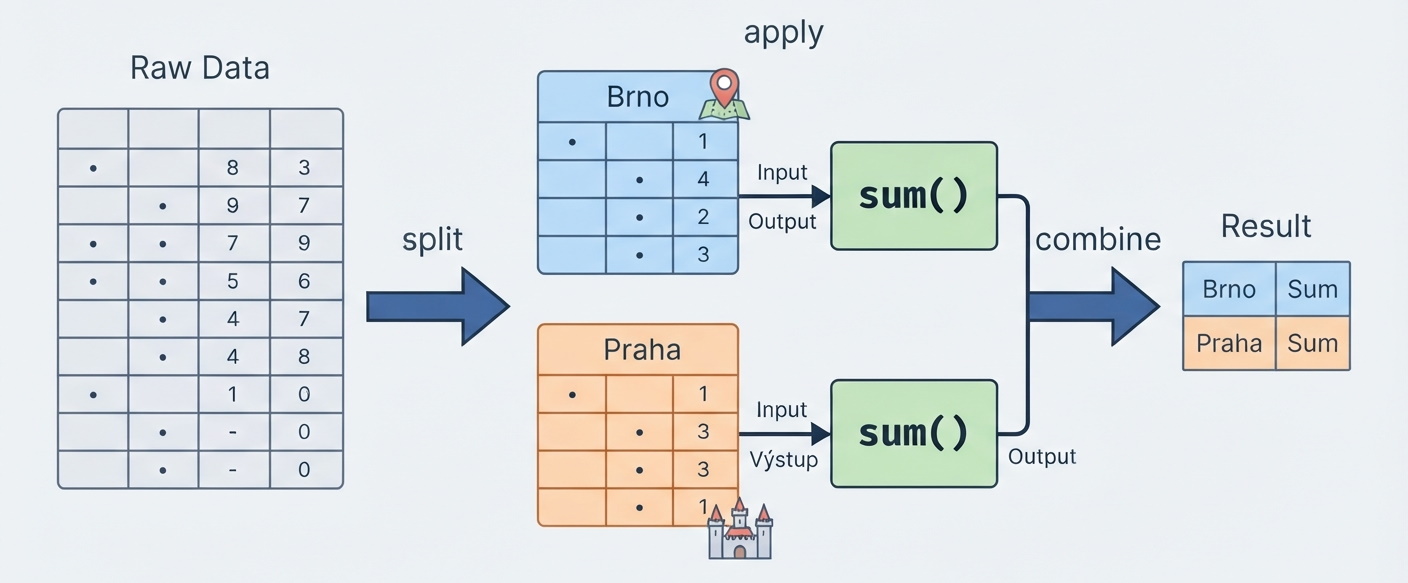 apply
Raw Data
• 8 3
• 9 7
• • 7 9
• • 5 6
• 4 7
• 4 8
• 1 0
• - 0
• - 0
split
Brno
• 1
• 4
• 2
• 3
Input
Output
sum()
Praha
• 1
• 3
• 3
• 1
Input
Výstup
sum()
Output
combine
Result
Brno Sum
Praha Sum